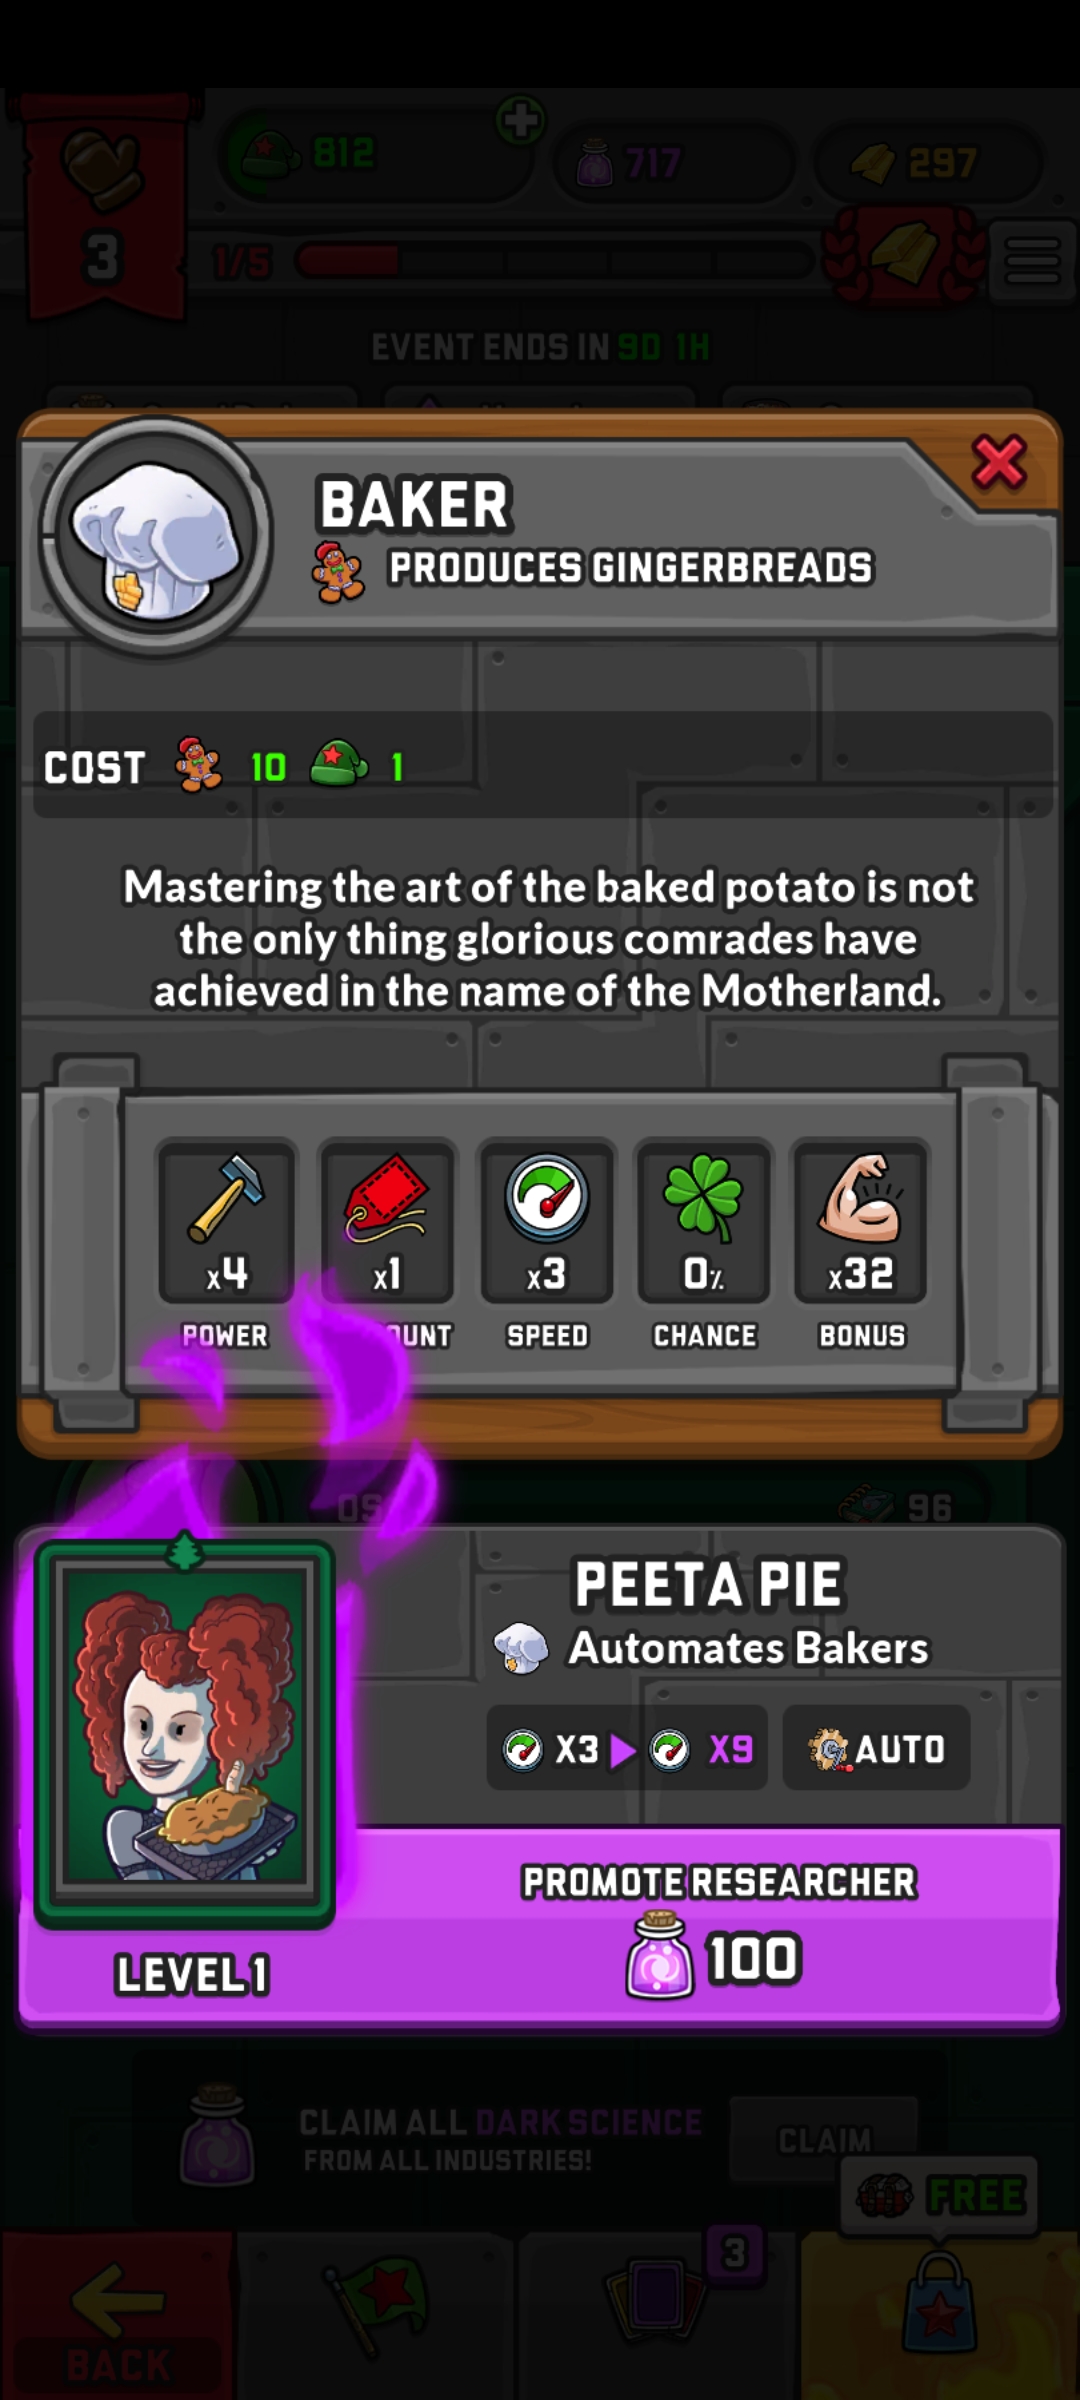 812
717
297
3
1/5
EVENT ENDS IN 9D 1H
BAKER
PRODUCES GINGERBREADS
COST 10 1
Mastering the art of the baked potato is not
the only thing glorious comrades have
achieved in the name of the Motherland.
x4
x1
x3
0%
x32
POWER
OUNT
SPEED
CHANCE
BONUS
96
PEETA PIE
Automates Bakers
X3 X9 AUTO
PROMOTE RESEARCHER
100
LEVEL 1
CLAIM ALL DARK SCIENCE
FROM ALL INDUSTRIES!
CLAIM
FREE
3
BACK